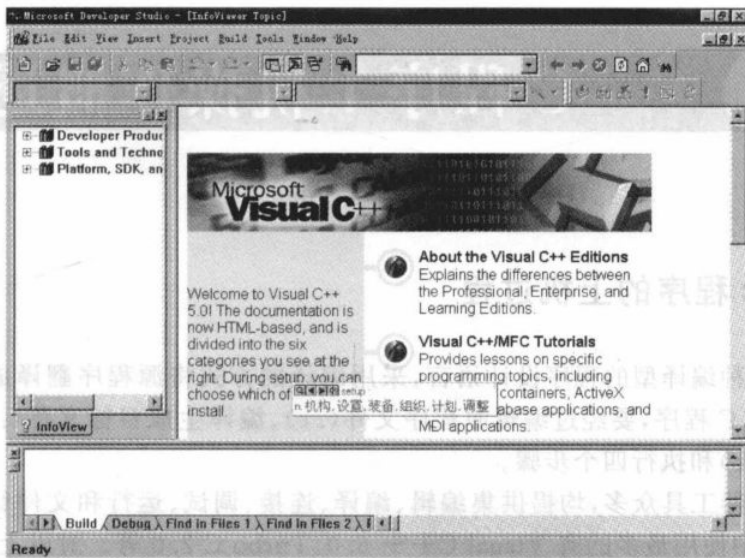 Microsoft Developer Studio - [InfoViewer Topic]
File Edit View Insert Project Build Tools Window Help
Developer Produc
Tools and Techno
Platform, SDK, an
InfoView
Microsoft
Visual C++
Welcome to Visual C++
5.0! The documentation is
now HTML-based, and is
divided into the six
categories you see at the
right. During setup, you can
choose which of
install.
setup
n. 机构, 设置, 装备, 组织, 计划, 调整
About the Visual C++ Editions
Explains the differences between
the Professional, Enterprise, and
Learning Editions.
Visual C++/MFC Tutorials
Provides lessons on specific
programming topics, including
containers, ActiveX
abase applications, and
MDI applications.
Build Debug Find in Files 1 Find in Files 2
Ready